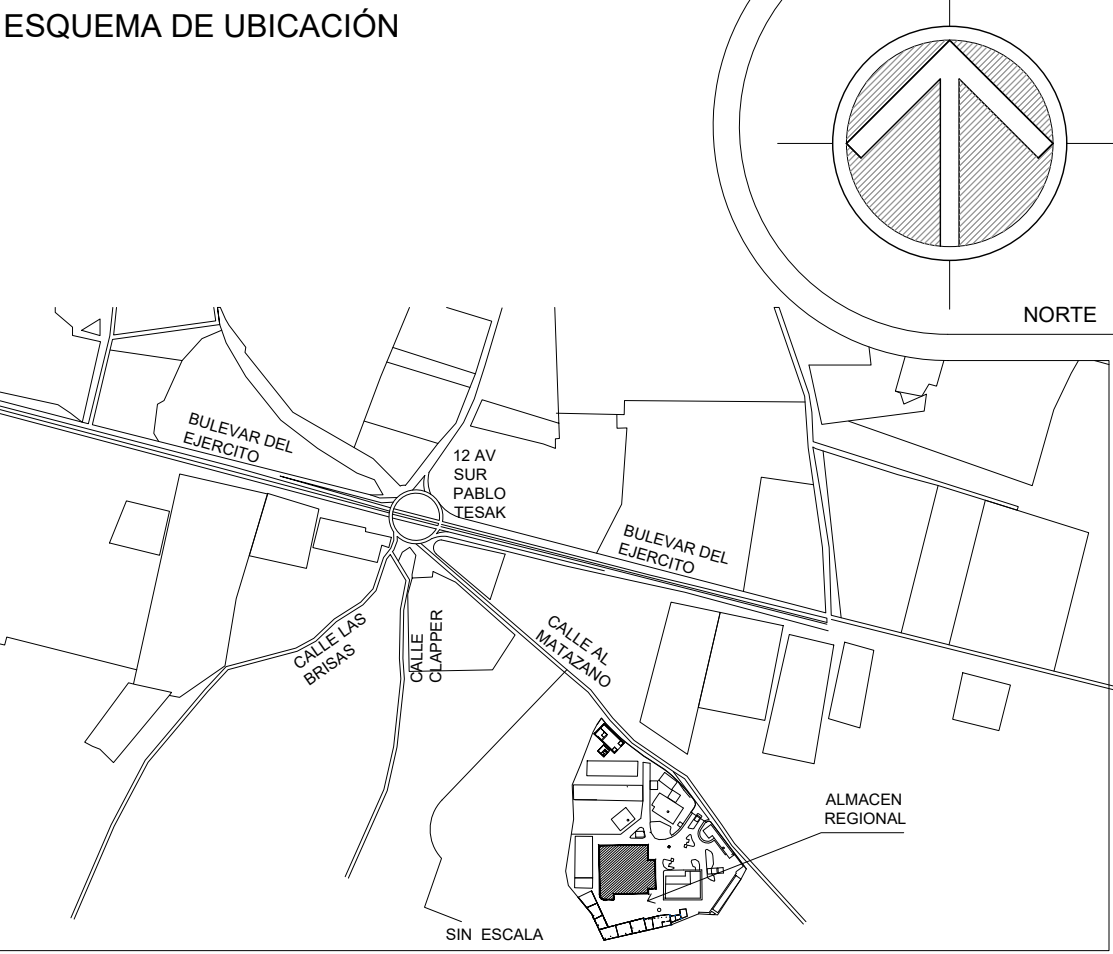 ESQUEMA DE UBICACIÓN
NORTE
BULEVAR DEL
EJERCITO
12 AV
SUR
PABLO
TESAK
BULEVAR DEL
EJERCITO
CALLE LAS
BRISAS
CALLE
CLAPPER
CALLE AL
MATAZANO
ALMACEN
REGIONAL
SIN ESCALA